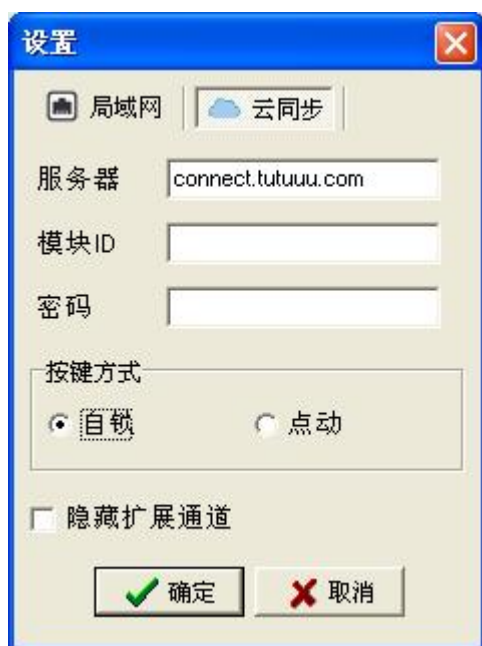 设置
局域网 云同步
服务器 connect.tutuuu.com
模块ID
密码
按键方式
自锁 点动
隐藏扩展通道
确定 取消